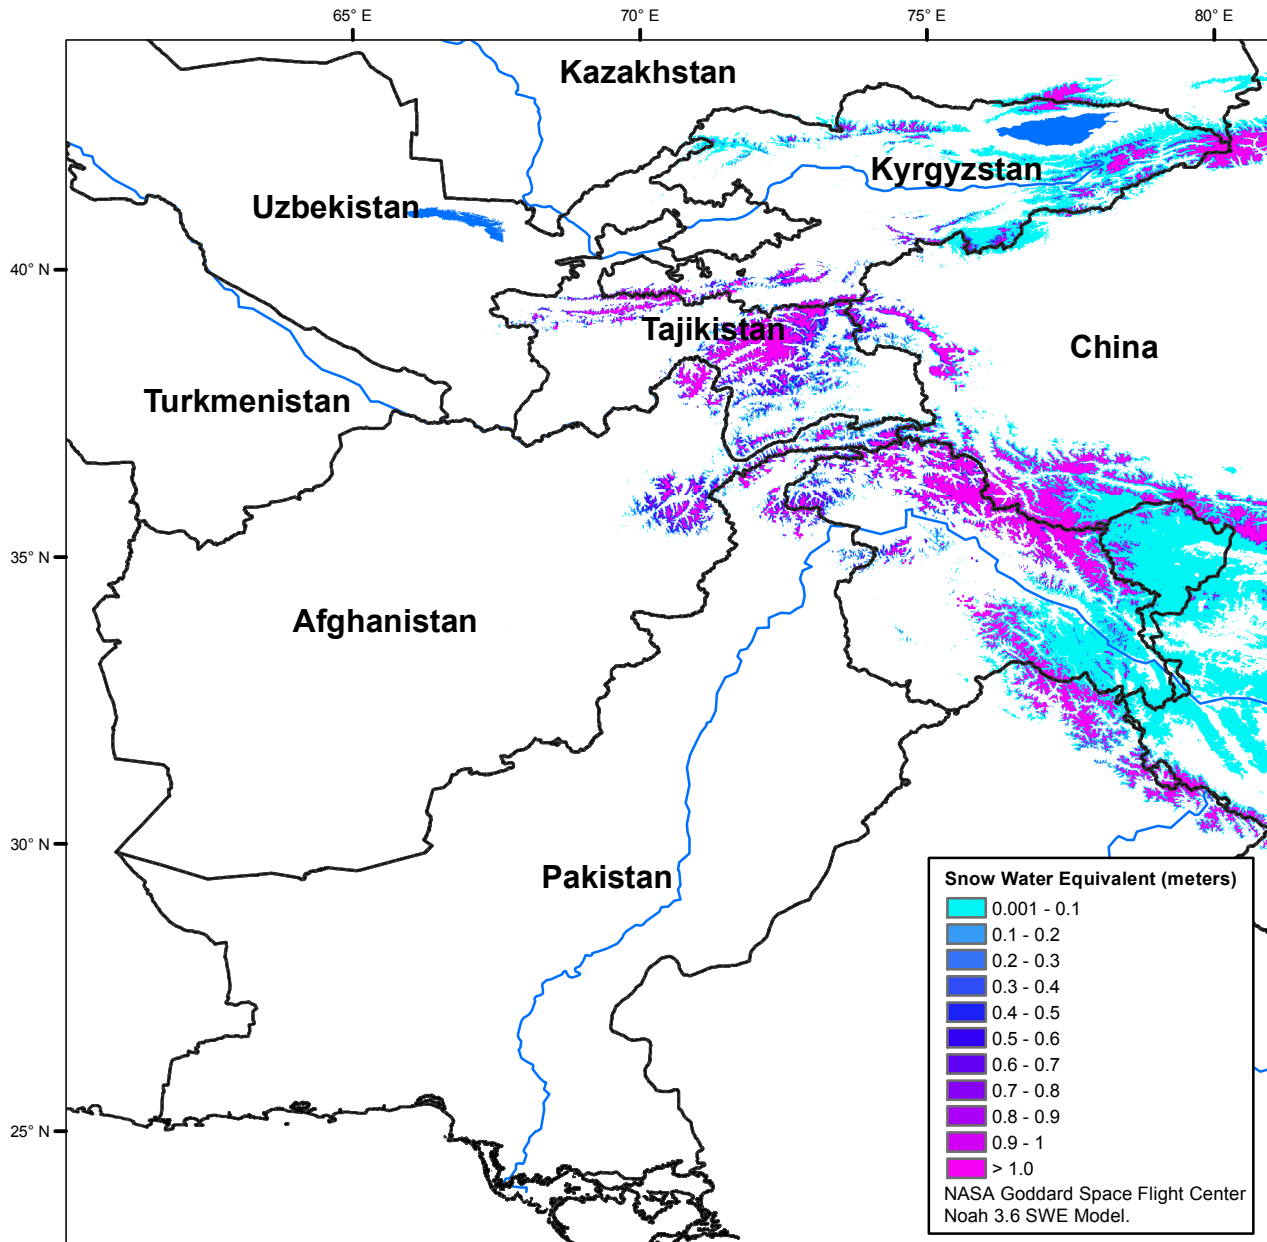 65° E
70° E
75° E
80° E
Kazakhstan
Kyrgyzstan
Uzbekistan
40° N
Tajikistan
China
Turkmenistan
35° N
Afghanistan
30° N
Pakistan
25° N
Snow Water Equivalent (meters)
0.001 - 0.1
0.1 - 0.2
0.2 - 0.3
0.3 - 0.4
0.4 - 0.5
0.5 - 0.6
0.6 - 0.7
0.7 - 0.8
0.8 - 0.9
0.9 - 1
> 1.0
NASA Goddard Space Flight Center
Noah 3.6 SWE Model.